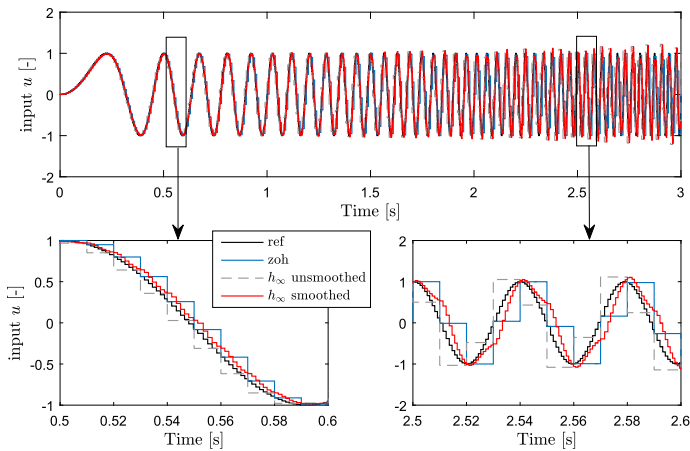 2
1
0
-1
-2
input u [-]
0 0.5 1 1.5 2 2.5 3
Time [s]
ref
zoh
h∞ unsmoothed
h∞ smoothed
1
0.5
0
-0.5
-1
input u [-]
0.5 0.52 0.54 0.56 0.58 0.6
Time [s]
2
1
0
-1
-2
2.5 2.52 2.54 2.56 2.58 2.6
Time [s]